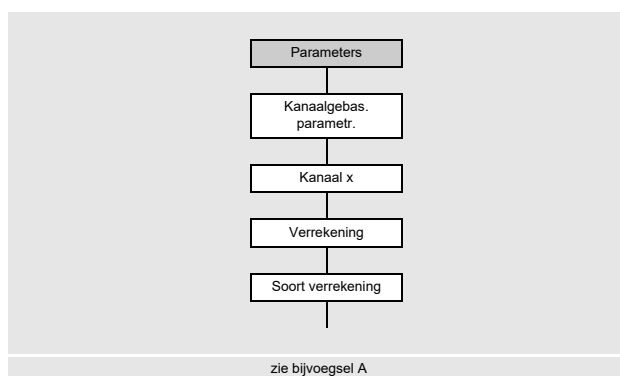 Parameters
Kanaalgebas.
parametr.
Kanaal x
Verrekening
Soort verrekening
zie bijvoegsel A